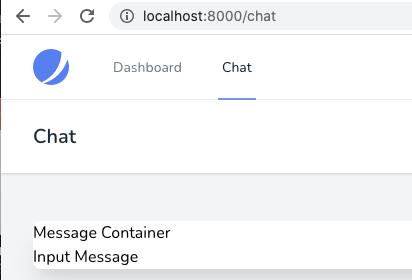 localhost:8000/chat
Dashboard Chat
Chat
Message Container
Input Message